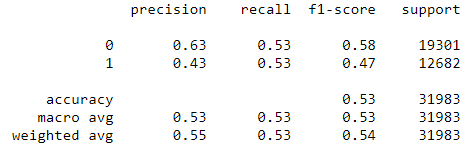 precision recall f1-score support
0 0.63 0.53 0.58 19301
1 0.43 0.53 0.47 12682
accuracy 0.53 31983
macro avg 0.53 0.53 0.53 31983
weighted avg 0.55 0.53 0.54 31983